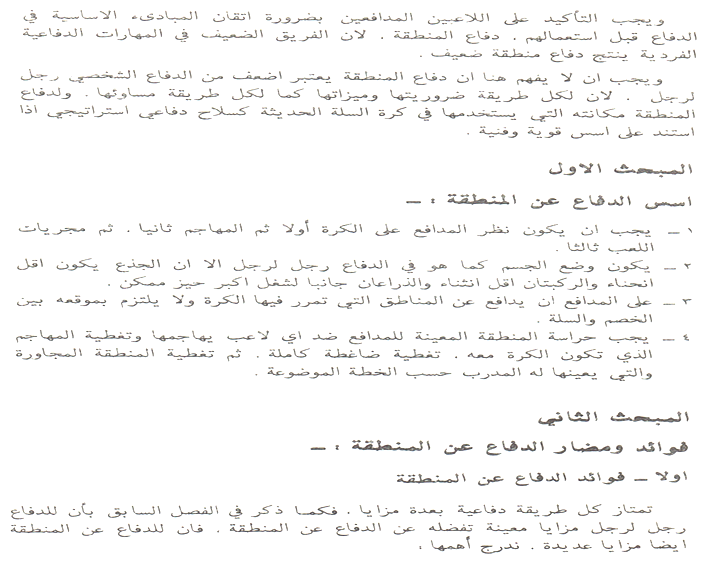 ويجب التأكيد على اللاعبين المدافعين بضرورة اتقان المبادىء الاساسية في
الدفاع قبل استعمالهم . دفاع المنطقة . لان الفريق الضعيف في المهارات الدفاعية
الفردية ينتج دفاع منطقة ضعيف .
ويجب ان لا يفهم هنا ان دفاع المنطقة يعتبر اضعف من الدفاع الشخصي رجل
لرجل . لان لكل طريقة ضروريتها وميزاتها كما لكل طريقة مساوئها . ولدفاع
المنطقة مكانته التي يستخدمها في كرة السلة الحديثة كسلاح دفاعي استراتيجي اذا
استند على اسس قوية وفنية .
المبحث الاول
اسس الدفاع عن المنطقة : ـ
١ ـ يجب ان يكون نظر المدافع على الكرة أولا ثم المهاجم ثانيا . ثم مجريات
اللعب ثالثا .
٢ ـ يكون وضع الجسم كما هو في الدفاع رجل لرجل الا ان الجذع يكون اقل
انحناء والركبتان اقل انثناء والذراعان جانبا لشغل اكبر حيز ممكن .
٣ ـ على المدافع ان يدافع عن المناطق التي تمرر فيها الكرة ولا يلتزم بموقعه بين
الخصم والسلة .
٤ ـ يجب حراسة المنطقة المعينة للمدافع ضد اي لاعب يهاجمها وتغطية المهاجم
الذي تكون الكرة معه . تغطية ضاغطة كاملة . ثم تغطية المنطقة المجاورة
والتي يعينها له المدرب حسب الخطة الموضوعة .
المبحث الثاني
فوائد ومضار الدفاع عن المنطقة : ـ
اولا ـ فوائد الدفاع عن المنطقة
تمتاز كل طريقة دفاعية بعدة مزايا . فكما ذكر في الفصل السابق بأن للدفاع
رجل لرجل مزايا معينة تفضله عن الدفاع عن المنطقة . فان للدفاع عن المنطقة
ايضا مزايا عديدة . ندرج أهمها :